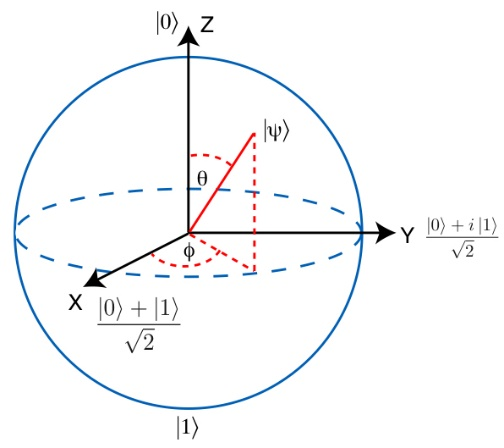 |0⟩ Z
|ψ⟩
θ
Y (|0⟩ + i |1⟩)/√2
ϕ
X
(|0⟩ + |1⟩)/√2
|1⟩